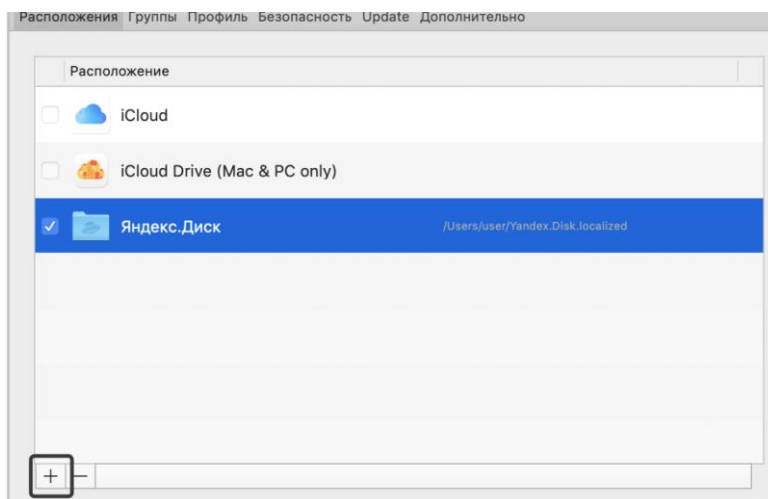 Расположения Группы Профиль Безопасность Update Дополнительно
Расположение
iCloud
iCloud Drive (Mac & PC only)
Яндекс.Диск /Users/user/Yandex.Disk.localized
+ −